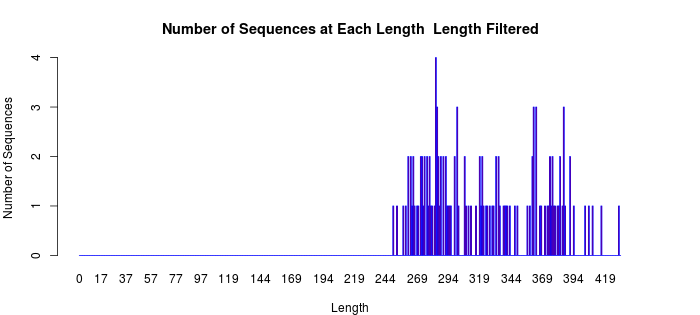 Number of Sequences at Each Length  Length Filtered
Number of Sequences
4
3
2
1
0
0 17 37 57 77 97 119 144 169 194 219 244 269 294 319 344 369 394 419
Length